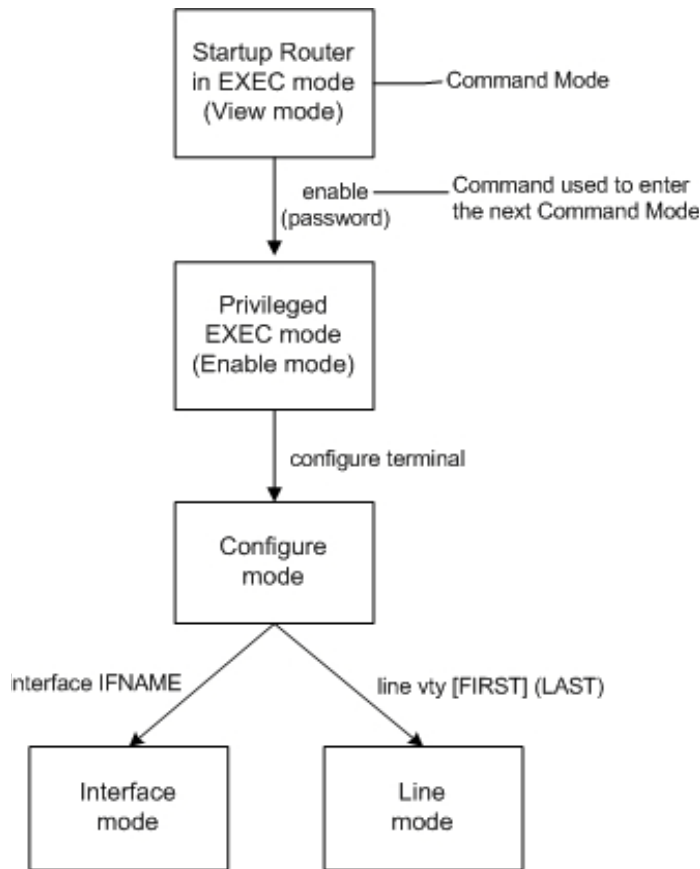 Startup Router
in EXEC mode
(View mode)
Command Mode
enable
(password)
Command used to enter
the next Command Mode
Privileged
EXEC mode
(Enable mode)
configure terminal
Configure
mode
interface IFNAME
line vty [FIRST] (LAST)
Interface
mode
Line
mode